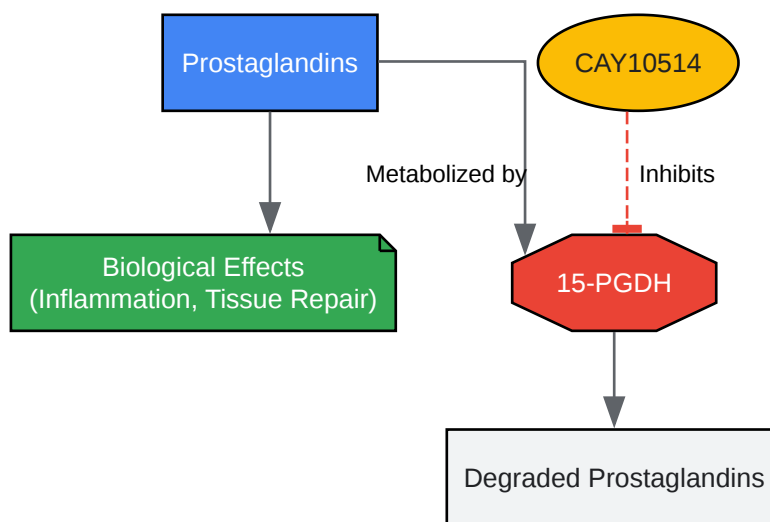 Prostaglandins
CAY10514
Metabolized by
Inhibits
Biological Effects
(Inflammation, Tissue Repair)
15-PGDH
Degraded Prostaglandins